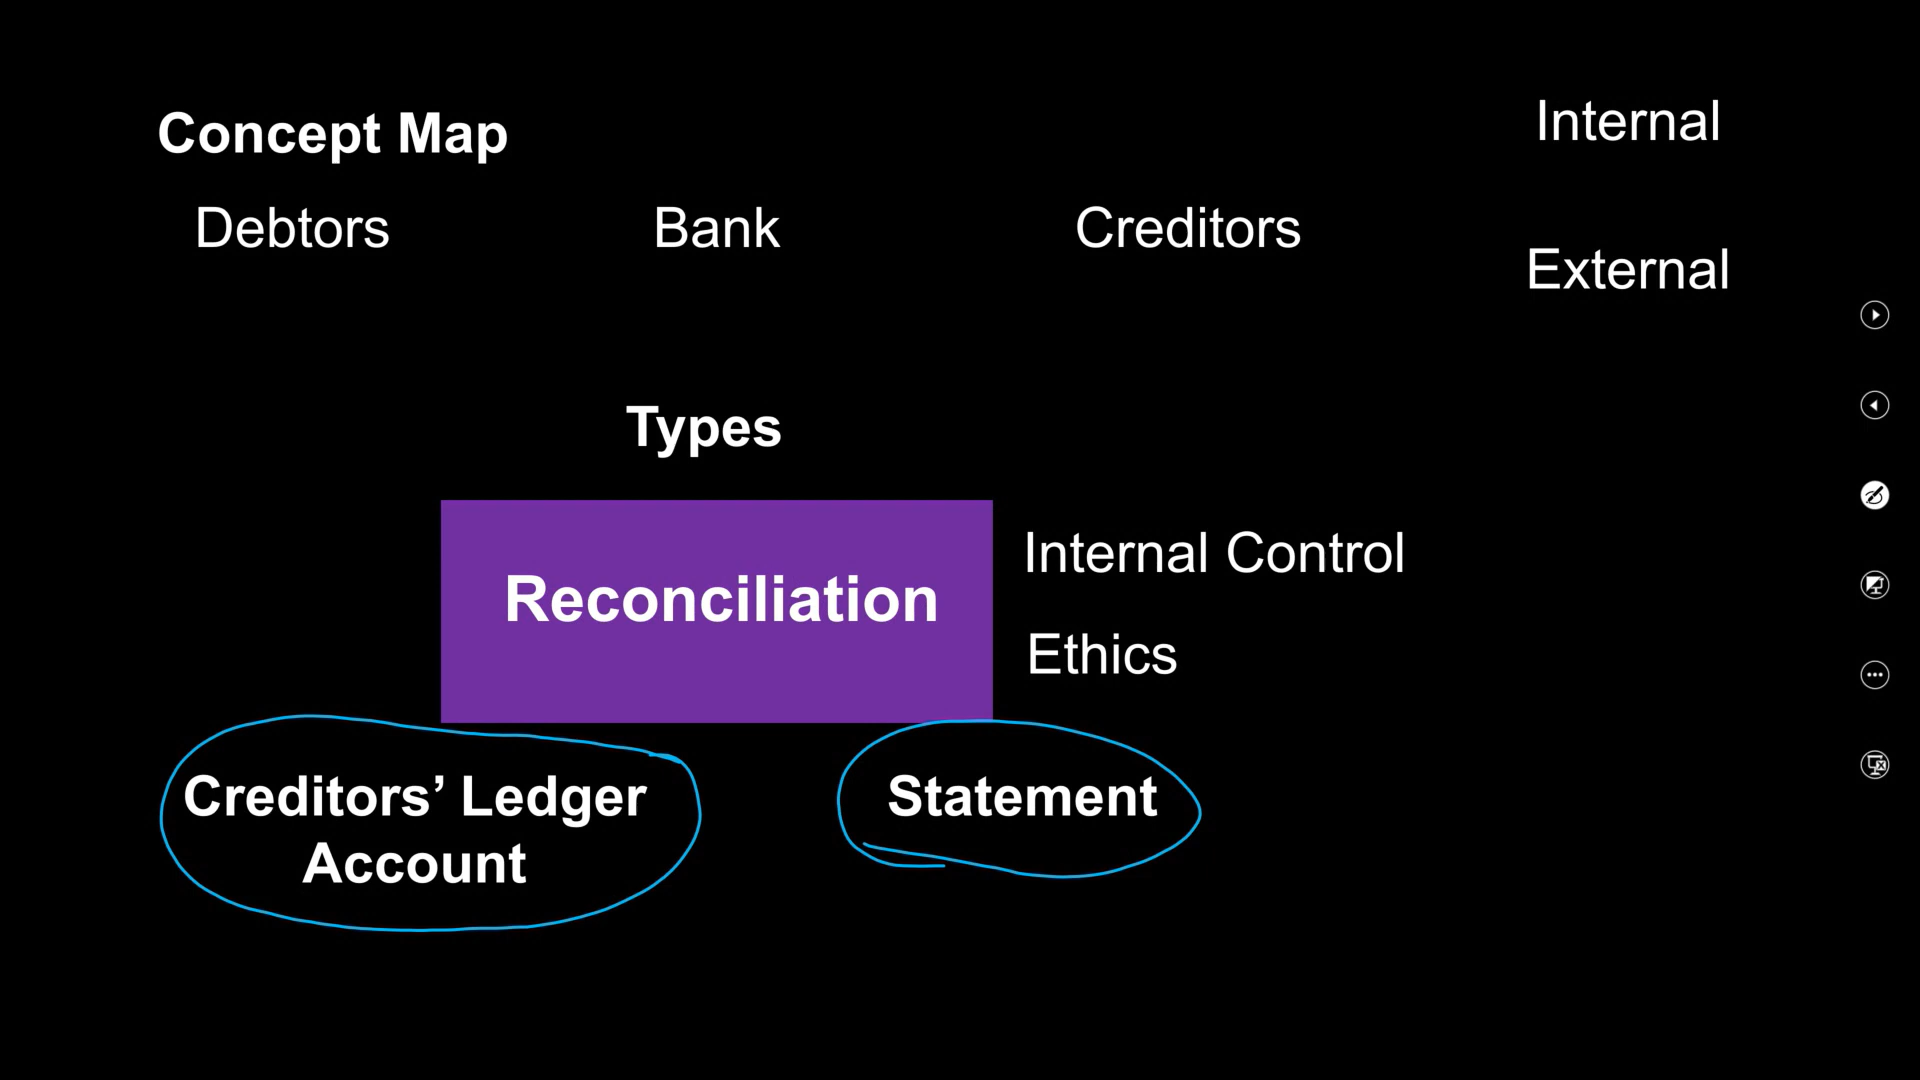 Concept Map
Internal
Debtors
Bank
Creditors
External
Types
Reconciliation
Internal Control
Ethics
Creditors’ Ledger
Account
Statement